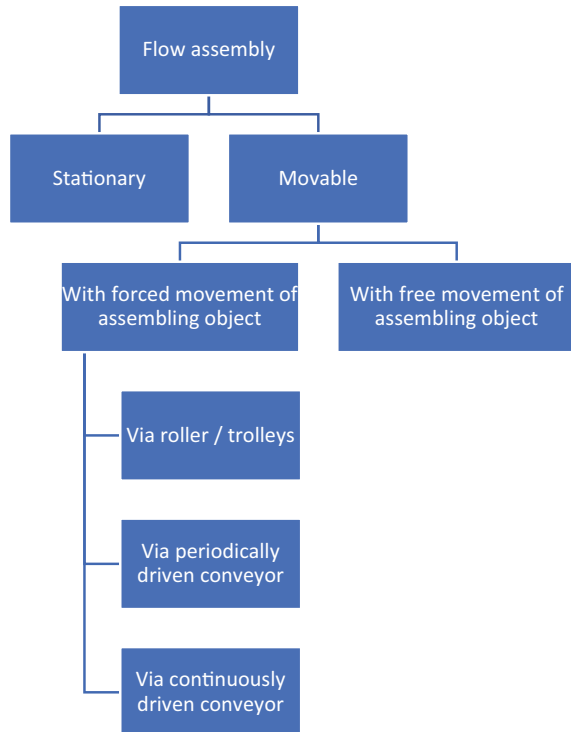 Flow assembly
Stationary
Movable
With forced movement of
assembling object
With free movement of
assembling object
Via roller / trolleys
Via periodically
driven conveyor
Via continuously
driven conveyor